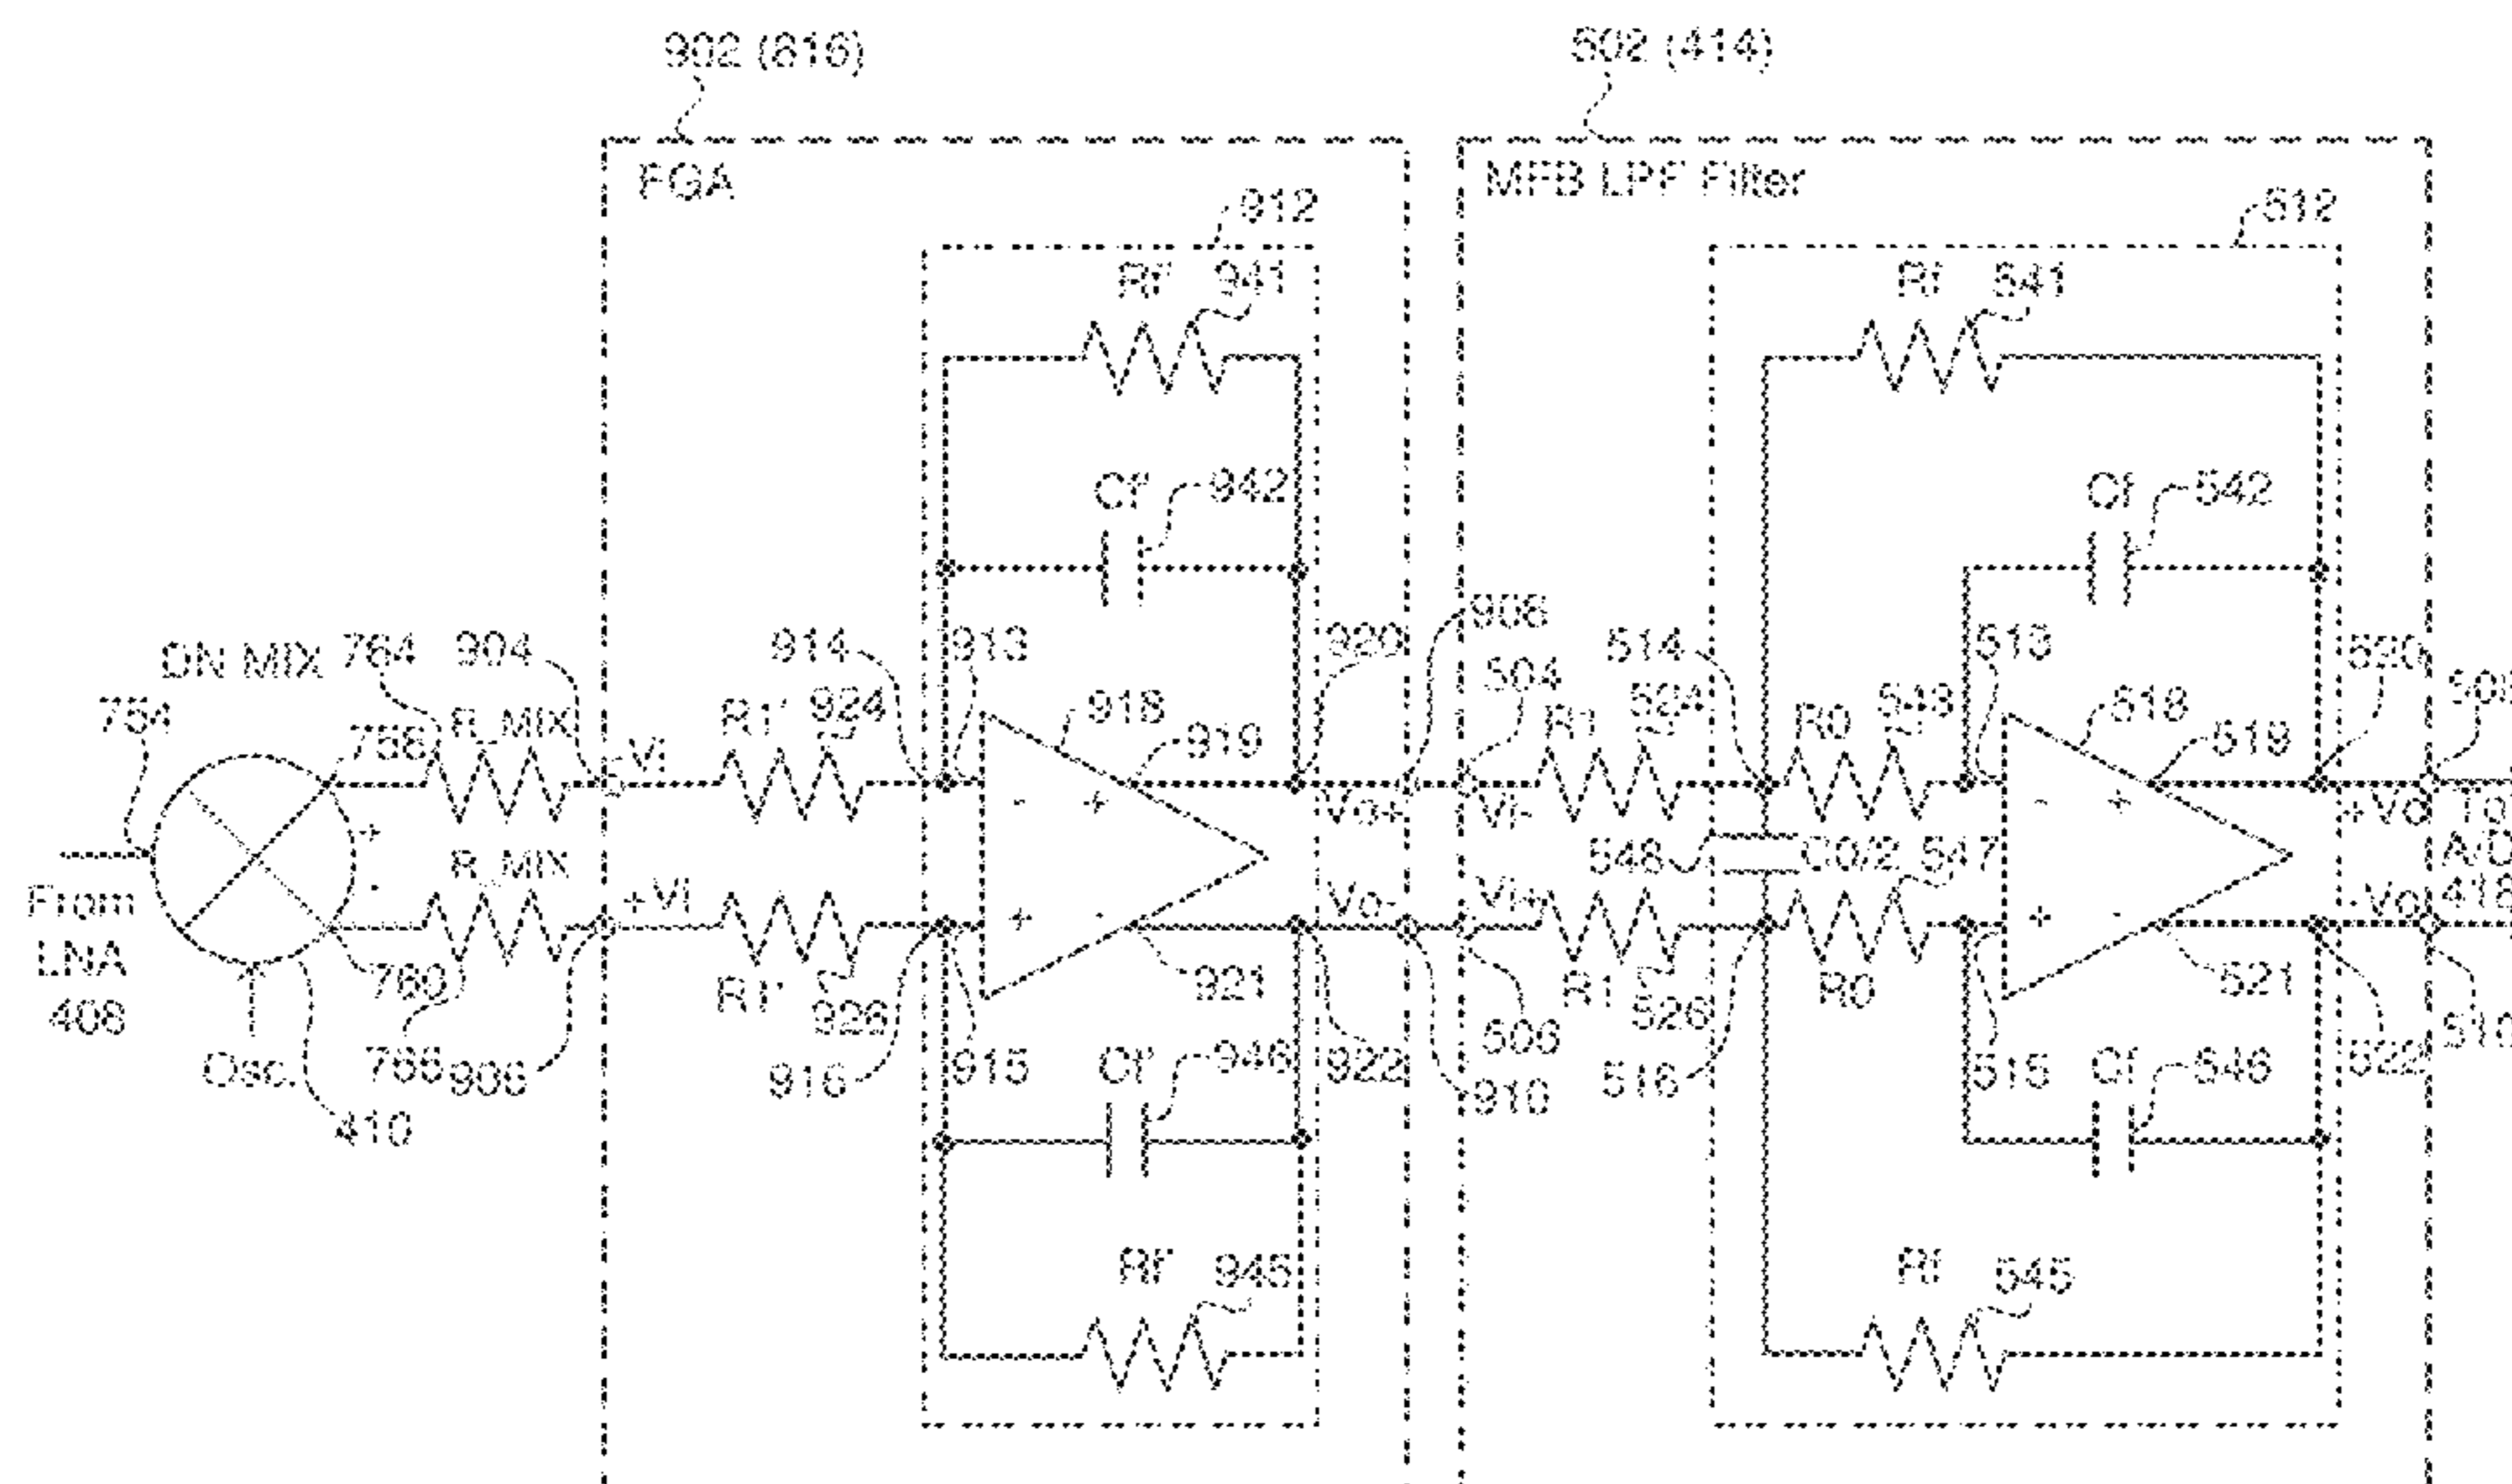 902 (816)
502 (414)
FGA
MFB LPF Filter
912
512
Rf' 941
Rf 541
Cf' 942
Cf 542
908
DN MIX 764 904
914 913
920
504
514 513
520
754
756 R_MIX
R1' 924
918
919
R1 524
R0 543
518
519
-Vi
- +
Vo+
Vi-
- +
+Vo
To
A/D
418
+
-
548
C0/2 547
R_MIX
+Vi
+ -
Vo-
Vi+
+ -
-Vo
From
LNA
408
760
R1' 926
921
R1 526
R0
521
506
Osc.
766 906
916 915
922
910
516 515
522
410
Cf' 946
Cf 546
Rf' 945
Rf 545